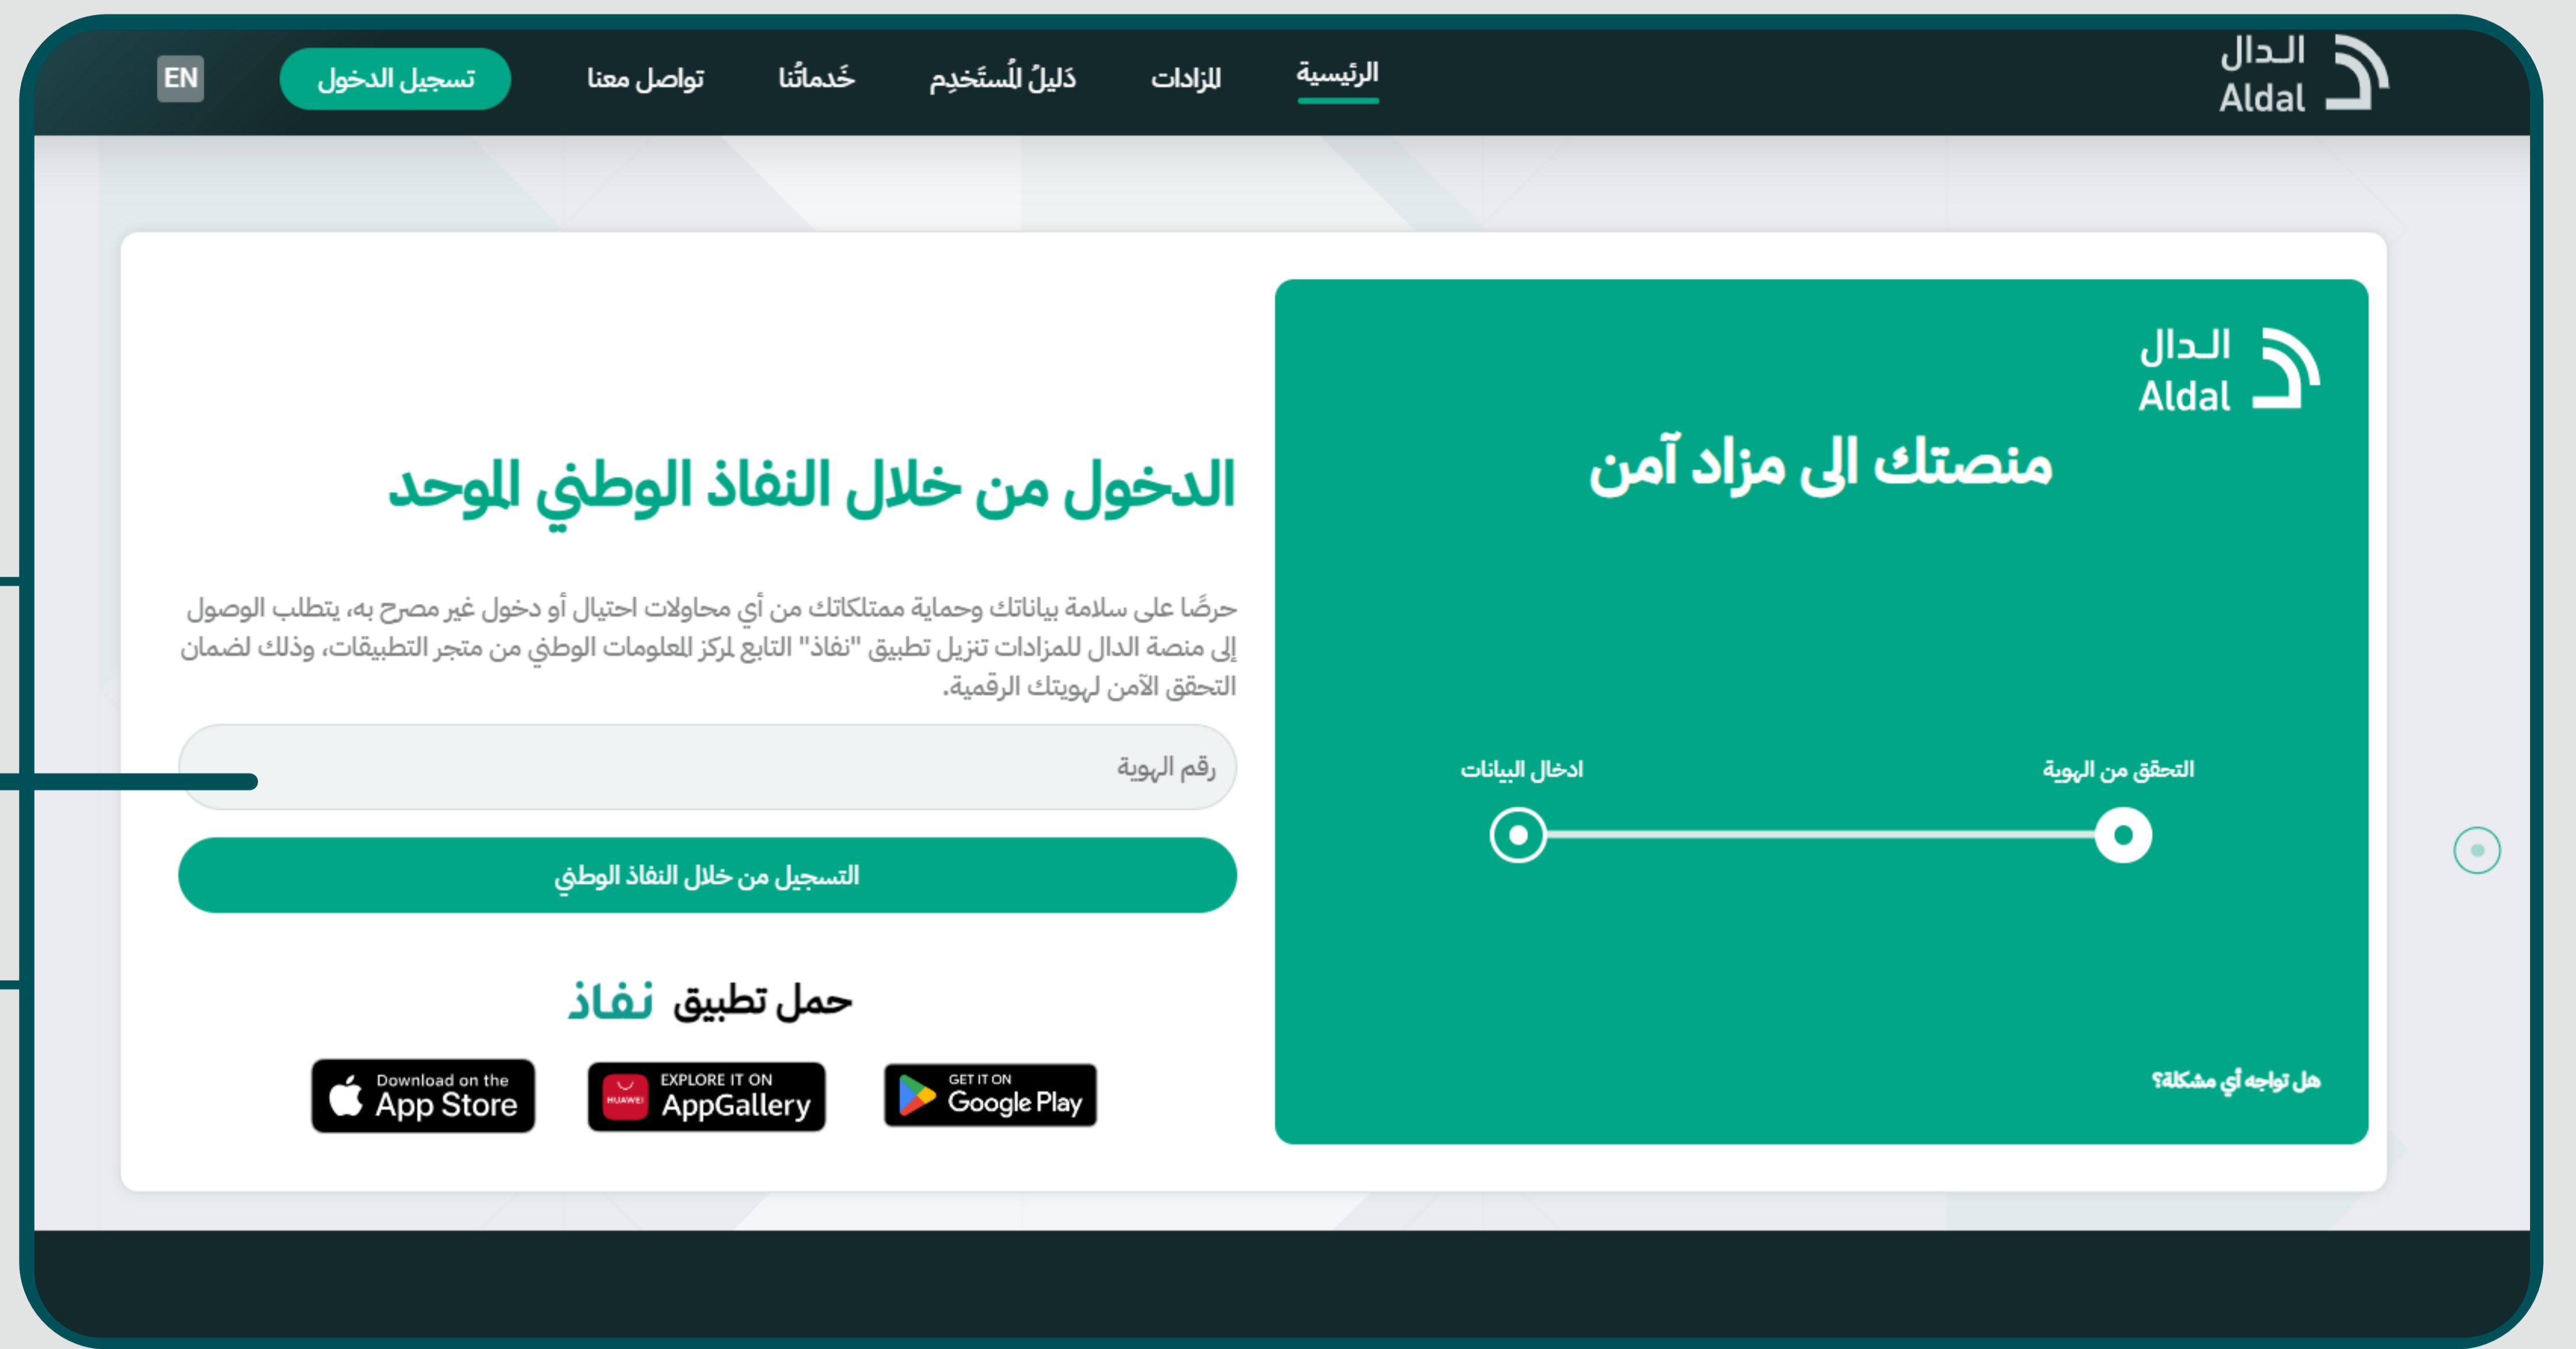 الـدال
Aldal
الرئيسية
المزادات
دَليلُ المُستَخدِم
خَدماتُنا
تواصل معنا
تسجيل الدخول
EN
الـدال
Aldal
منصتك الى مزاد آمن
التحقق من الهوية
ادخال البيانات
هل تواجه أي مشكلة؟
الدخول من خلال النفاذ الوطني الموحد
حرصًا على سلامة بياناتك وحماية ممتلكاتك من أي محاولات احتيال أو دخول غير مصرح به، يتطلب الوصول
إلى منصة الدال للمزادات تنزيل تطبيق "نفاذ" التابع لمركز المعلومات الوطني من متجر التطبيقات، وذلك لضمان
التحقق الآمن لهويتك الرقمية.
رقم الهوية
التسجيل من خلال النفاذ الوطني
حمل تطبيق نفاذ
GET IT ON
Google Play
HUAWEI
EXPLORE IT ON
AppGallery
Download on the
App Store